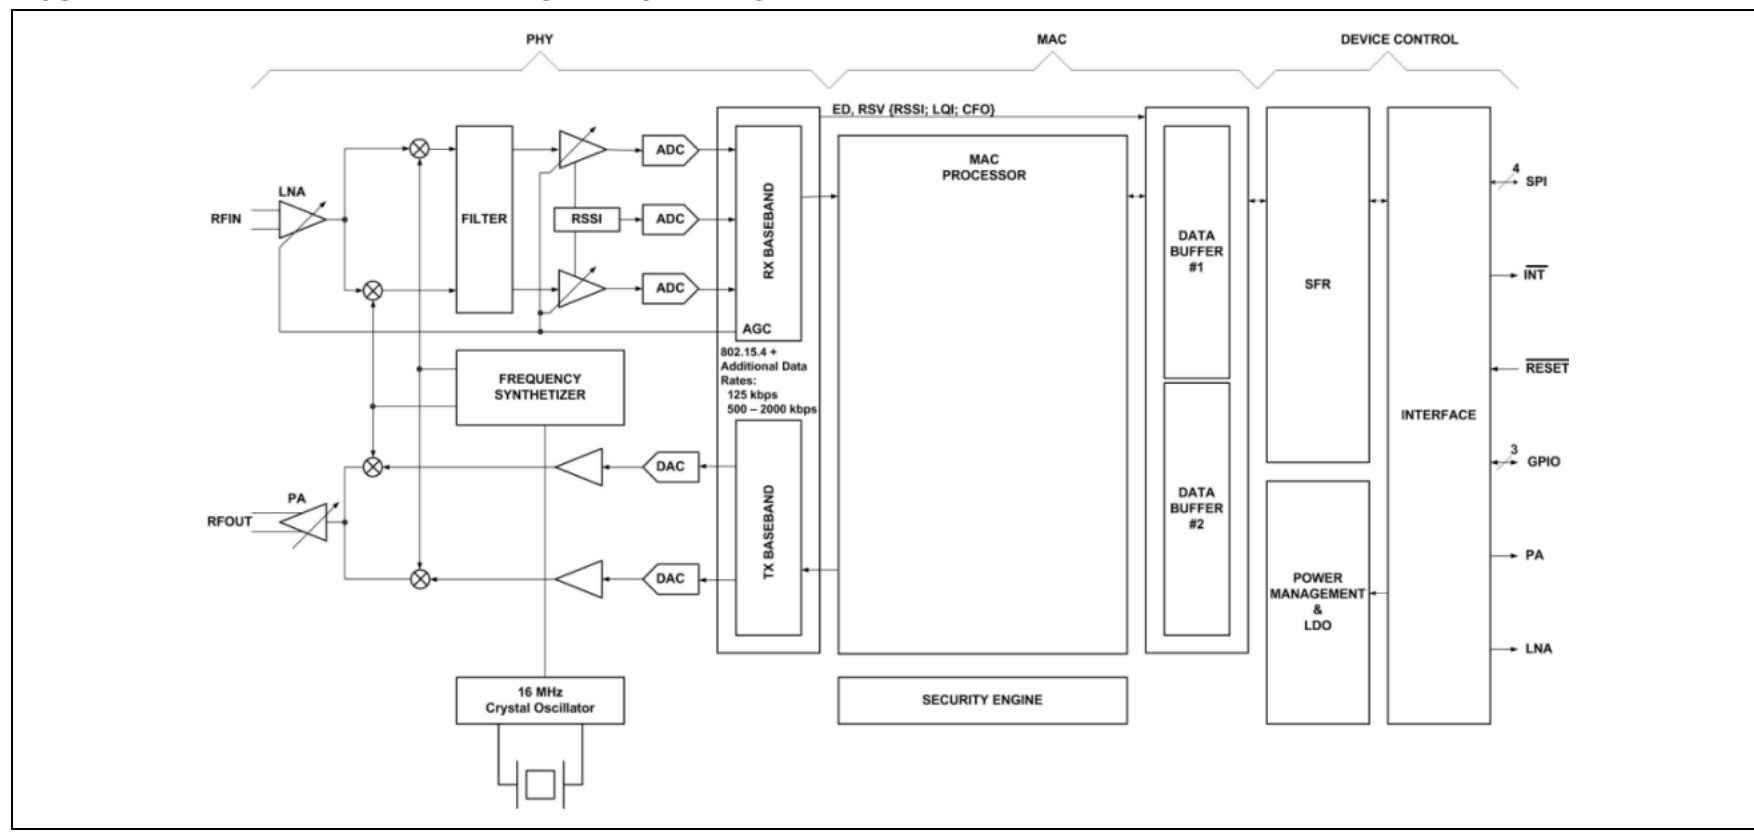 PHY
MAC
DEVICE CONTROL
ED, RSV {RSSI; LQI; CFO}
ADC
MAC
PROCESSOR
4
SPI
LNA
RFIN
FILTER
RSSI
ADC
RX BASEBAND
DATA
BUFFER
#1
INT
SFR
ADC
AGC
802.15.4 +
Additional Data
Rates:
125 kbps
500 – 2000 kbps
FREQUENCY
SYNTHETIZER
RESET
INTERFACE
DAC
3
GPIO
PA
RFOUT
TX BASEBAND
DATA
BUFFER
#2
PA
DAC
POWER
MANAGEMENT
&
LDO
LNA
16 MHz
Crystal Oscillator
SECURITY ENGINE